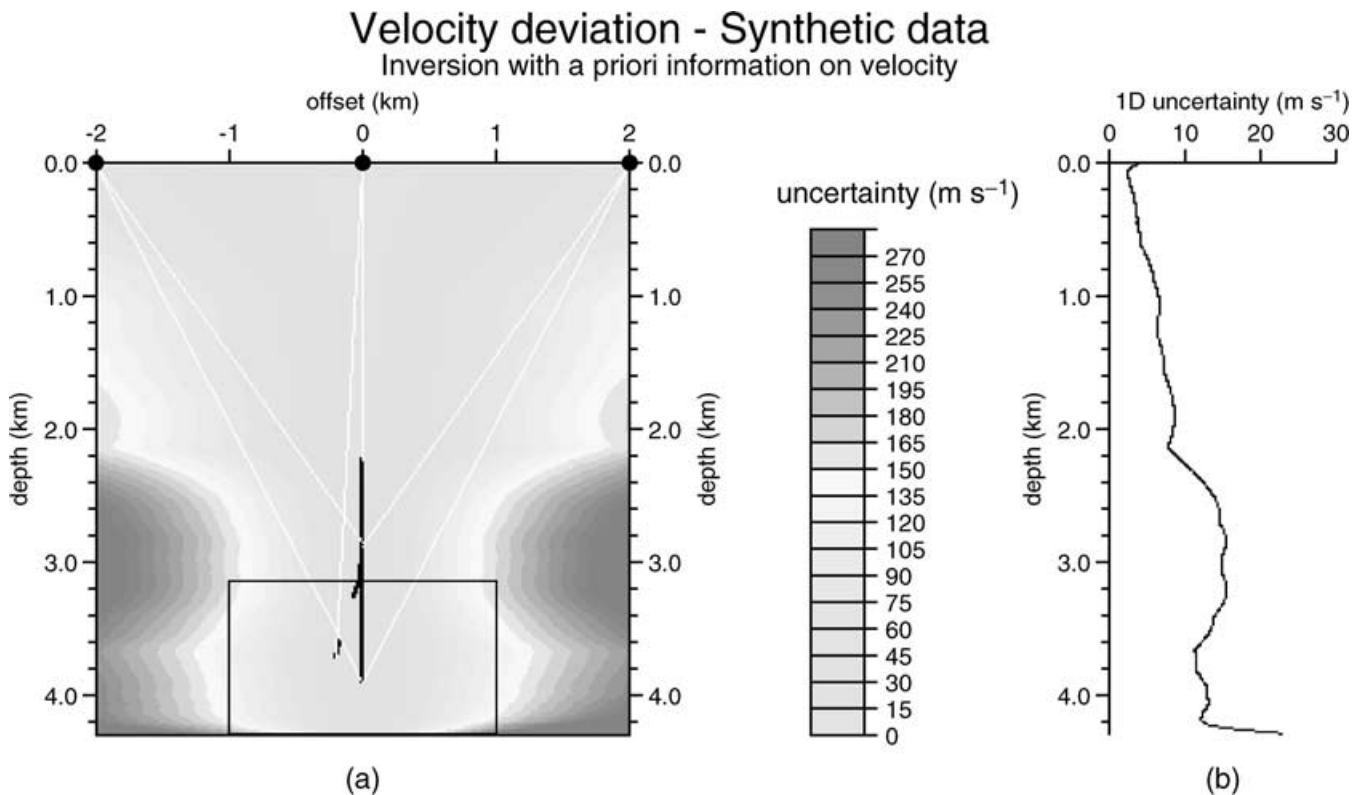 Velocity deviation - Synthetic data
Inversion with a priori information on velocity
offset (km)
-2 -1 0 1 2
0.0
1.0
2.0
3.0
4.0
depth (km)
0.0
1.0
2.0
3.0
4.0
depth (km)
(a)
uncertainty (m s⁻¹)
270
255
240
225
210
195
180
165
150
135
120
105
90
75
60
45
30
15
0
1D uncertainty (m s⁻¹)
0 10 20 30
0.0
1.0
2.0
3.0
4.0
depth (km)
(b)